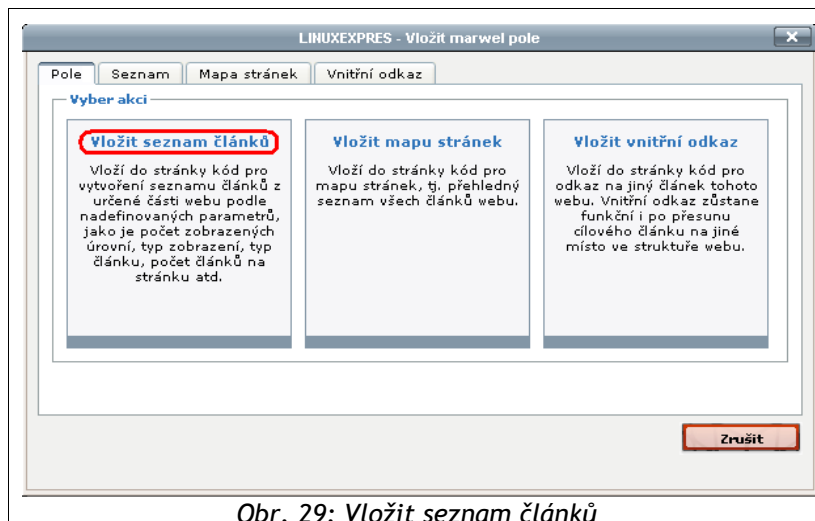 LINUXEXPRES - Vložit marwel pole
Pole Seznam Mapa stránek Vnitřní odkaz
Vyber akci
Vložit seznam článků
Vloží do stránky kód pro
vytvoření seznamu článků z
určené části webu podle
nadefinovaných parametrů,
jako je počet zobrazených
úrovní, typ zobrazení, typ
článku, počet článků na
stránku atd.
Vložit mapu stránek
Vloží do stránky kód pro
mapu stránek, tj. přehledný
seznam všech článků webu.
Vložit vnitřní odkaz
Vloží do stránky kód pro
odkaz na jiný článek tohoto
webu. Vnitřní odkaz zůstane
funkční i po přesunu
cílového článku na jiné
místo ve struktuře webu.
Zrušit
Obr. 29: Vložit seznam článků